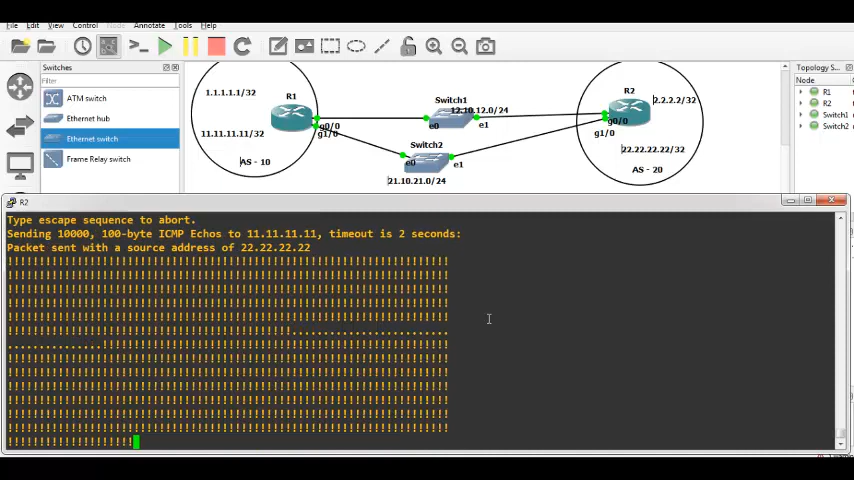 File Edit View Control Node Annotate Tools Help
Switches
Filter
ATM switch
Ethernet hub
Ethernet switch
Frame Relay switch
1.1.1.1/32
R1
11.11.11.11/32
g0/0
g1/0
AS - 10
Switch1
12.10.12.0/24
e0
e1
Switch2
e0
e1
21.10.21.0/24
R2
2.2.2.2/32
g0/0
g1/0
22.22.22.22/32
AS - 20
Topology S...
Node
R1
R2
Switch2
Switch2
R2
Type escape sequence to abort.
Sending 10000, 100-byte ICMP Echos to 11.11.11.11, timeout is 2 seconds:
Packet sent with a source address of 22.22.22.22
!!!!!!!!!!!!!!!!!!!!!!!!!!!!!!!!!!!!!!!!!!!!!!!!!!!!!!!!!!!!!!!!!!!!!!
!!!!!!!!!!!!!!!!!!!!!!!!!!!!!!!!!!!!!!!!!!!!!!!!!!!!!!!!!!!!!!!!!!!!!!
!!!!!!!!!!!!!!!!!!!!!!!!!!!!!!!!!!!!!!!!!!!!!!!!!!!!!!!!!!!!!!!!!!!!!!
!!!!!!!!!!!!!!!!!!!!!!!!!!!!!!!!!!!!!!!!!!!!!!!!!!!!!!!!!!!!!!!!!!!!!!
!!!!!!!!!!!!!!!!!!!!!!!!!!!!!!!!!!!!!!!!!!!!!!!!!!!!!!!!!!!!!!!!!!!!!!
!!!!!!!!!!!!!!!!!!!!!!!!!!!!!!!!!!!!!!!!!!!!!.........................
...............!!!!!!!!!!!!!!!!!!!!!!!!!!!!!!!!!!!!!!!!!!!!!!!!!!!!!!!
!!!!!!!!!!!!!!!!!!!!!!!!!!!!!!!!!!!!!!!!!!!!!!!!!!!!!!!!!!!!!!!!!!!!!!
!!!!!!!!!!!!!!!!!!!!!!!!!!!!!!!!!!!!!!!!!!!!!!!!!!!!!!!!!!!!!!!!!!!!!!
!!!!!!!!!!!!!!!!!!!!!!!!!!!!!!!!!!!!!!!!!!!!!!!!!!!!!!!!!!!!!!!!!!!!!!
!!!!!!!!!!!!!!!!!!!!!!!!!!!!!!!!!!!!!!!!!!!!!!!!!!!!!!!!!!!!!!!!!!!!!!
!!!!!!!!!!!!!!!!!!!!!!!!!!!!!!!!!!!!!!!!!!!!!!!!!!!!!!!!!!!!!!!!!!!!!!
!!!!!!!!!!!!!!!!!!!!!!!!!!!!!!!!!!!!!!!!!!!!!!!!!!!!!!!!!!!!!!!!!!!!!!
!!!!!!!!!!!!!!!!!!!!